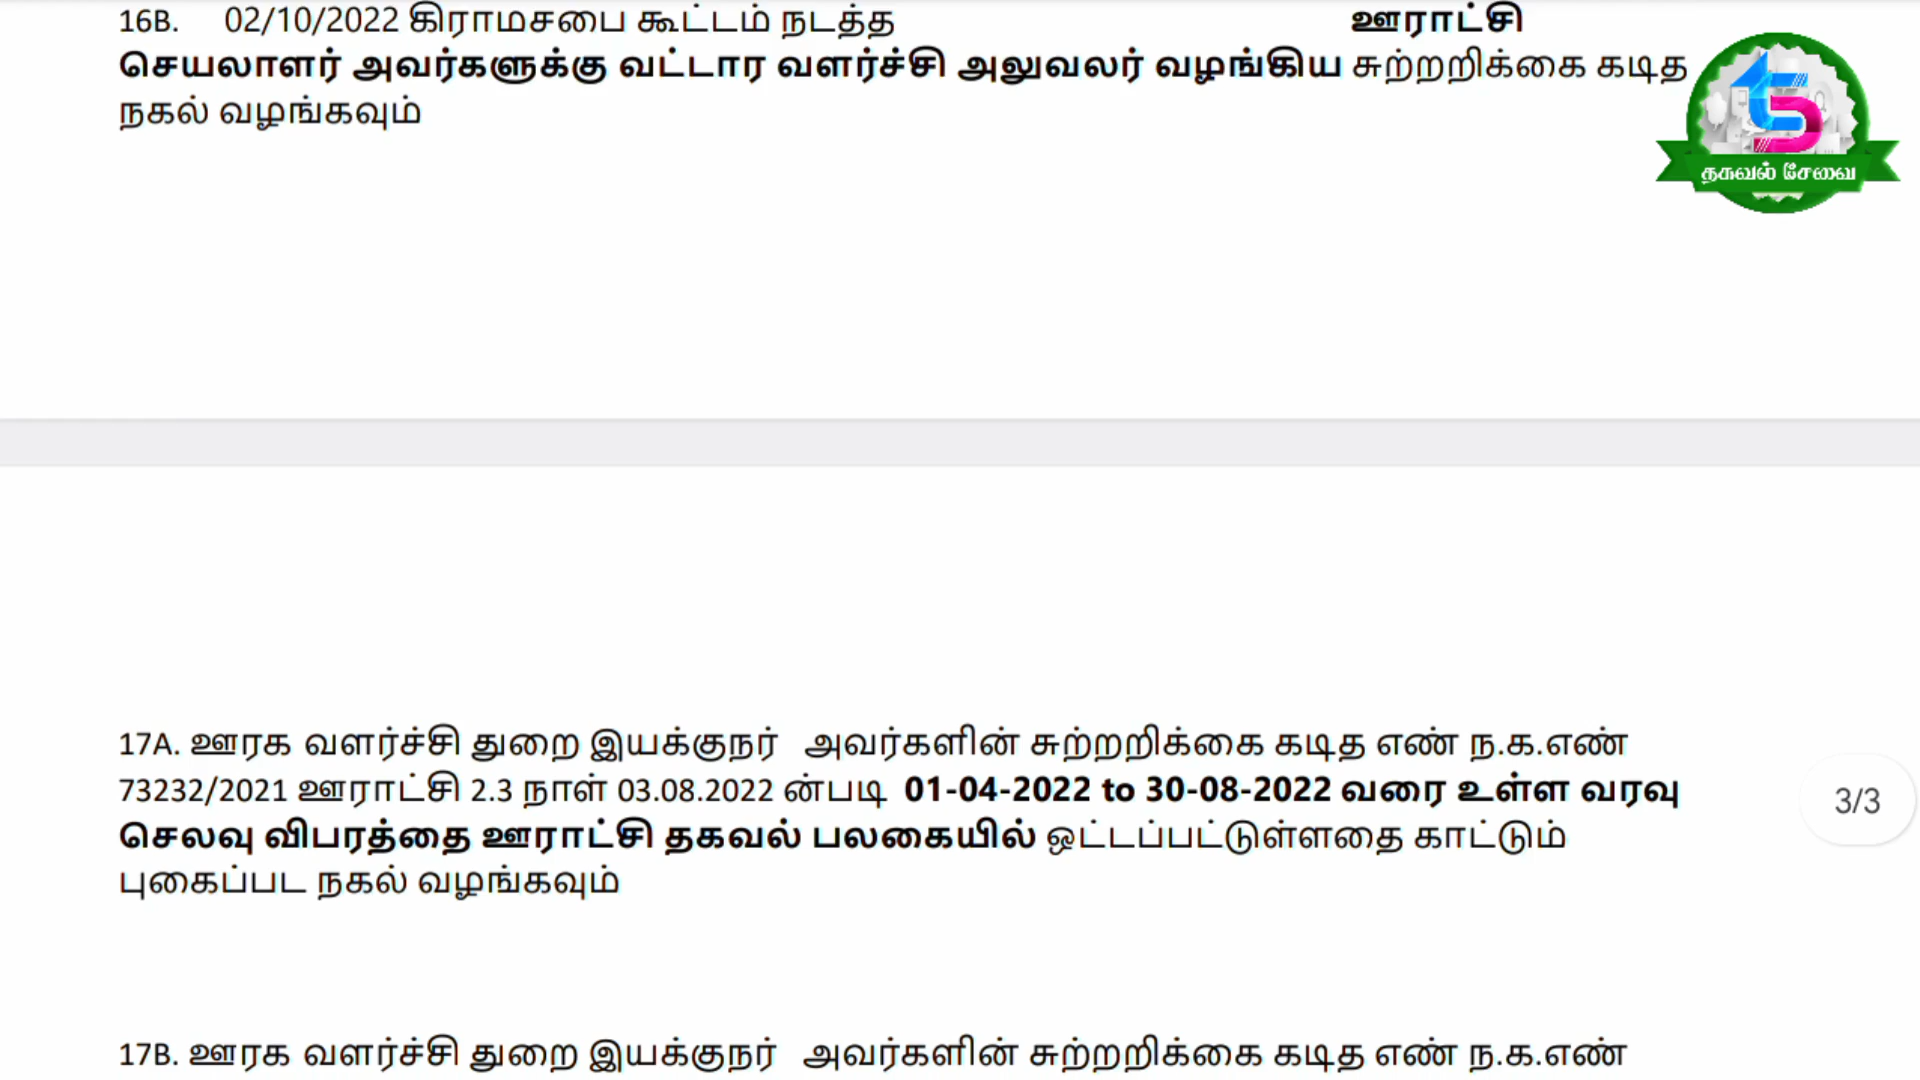 16B. 02/10/2022 கிராமசபை கூட்டம் நடத்த ஊராட்சி
செயலாளர் அவர்களுக்கு வட்டார வளர்ச்சி அலுவலர் வழங்கிய சுற்றறிக்கை கடித
நகல் வழங்கவும்
தகவல் சேவை
17A. ஊரக வளர்ச்சி துறை இயக்குநர் அவர்களின் சுற்றறிக்கை கடித எண் ந.க.எண்
73232/2021 ஊராட்சி 2.3 நாள் 03.08.2022 ன்படி 01-04-2022 to 30-08-2022 வரை உள்ள வரவு
செலவு விபரத்தை ஊராட்சி தகவல் பலகையில் ஒட்டப்பட்டுள்ளதை காட்டும்
புகைப்பட நகல் வழங்கவும்
3/3
17B. ஊரக வளர்ச்சி துறை இயக்குநர் அவர்களின் சுற்றறிக்கை கடித எண் ந.க.எண்